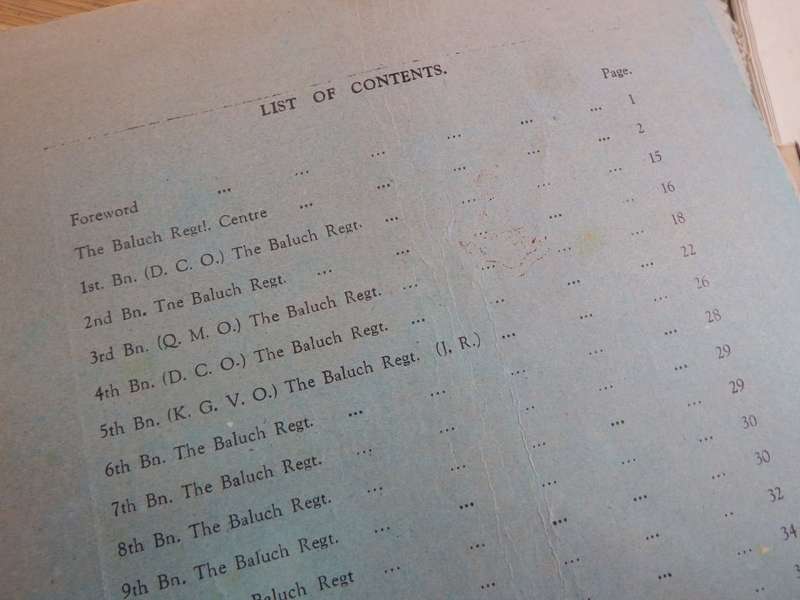 LIST OF CONTENTS.
Page.
Foreword ... ... ... ... ... ... 1
The Baluch Regt!. Centre ... ... ... ... ... 2
1st. Bn. (D. C. O.) The Baluch Regt. ... ... ... ... 15
2nd Bn. Tne Baluch Regt. ... ... ... ... ... 16
3rd Bn. (Q. M. O.) The Baluch Regt. ... ... ... ... 18
4th Bn. (D. C. O.) The Baluch Regt. ... ... ... ... 22
5th Bn. (K. G. V. O.) The Baluch Regt. (J. R.) ... ... ... 26
6th Bn. The Baluch Regt. ... ... ... ... ... 28
7th Bn. The Baluch Regt. ... ... ... ... ... 29
8th Bn. The Baluch Regt. ... ... ... ... ... 29
9th Bn. The Baluch Regt. ... ... ... ... ... 30
Baluch Regt ... ... ... ... ... 30
32
34